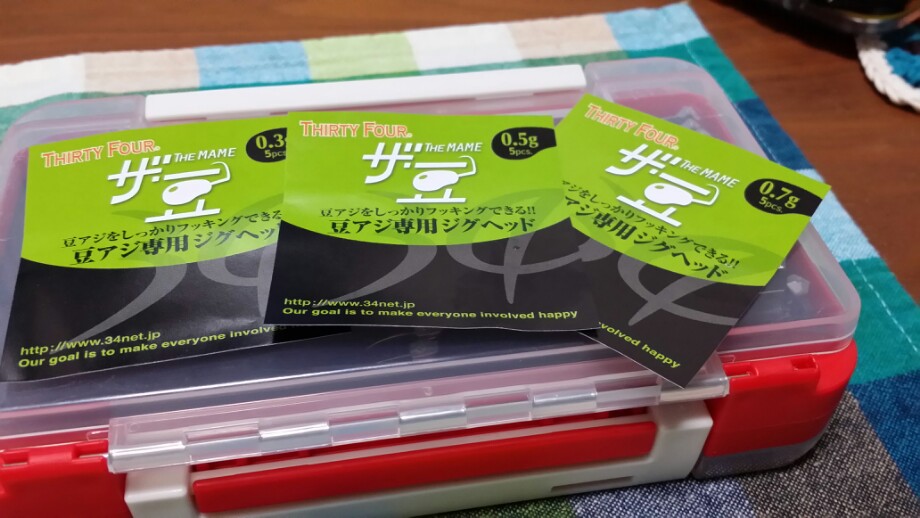 THIRTY FOUR®
ザ・豆 THE MAME
0.3g
5pcs.
豆アジをしっかりフッキングできる!!
豆アジ専用ジグヘッ
http://www.34net.jp
Our goal is to make everyone involved
THIRTY FOUR®
ザ・豆 THE MAME
0.5g
5pcs.
豆アジをしっかりフッキングできる!!
豆アジ専用ジグヘッド
http://www.34net.jp
Our goal is to make everyone involved happy
THIRTY FOUR®
ザ・豆 THE MAME
0.7g
5pcs.
アジをしっかりフッキングできる!!
アジ専用ジグヘッド
volved happy